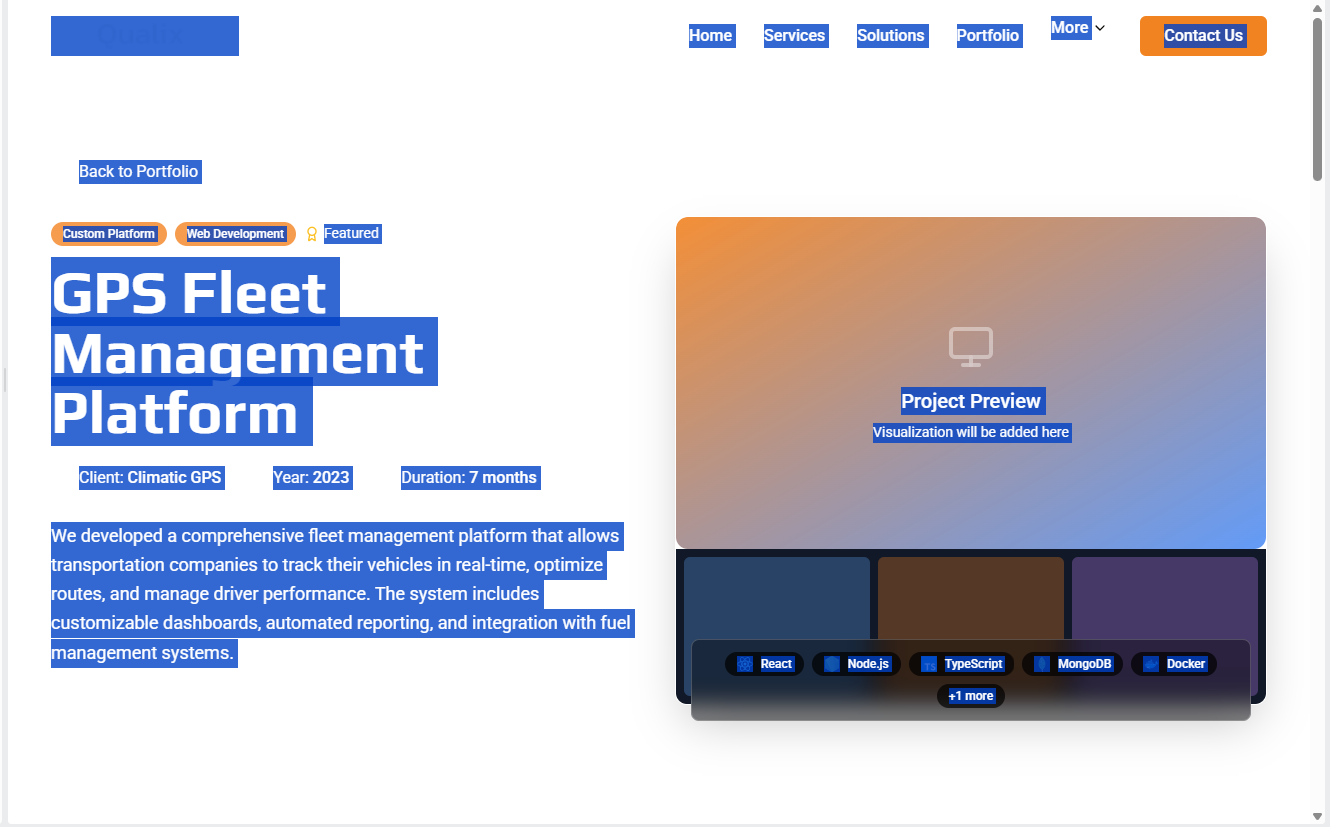 Qualix
Home Services Solutions Portfolio More Contact Us
Back to Portfolio
Custom Platform Web Development Featured
GPS Fleet
Management
Platform
Client: Climatic GPS Year: 2023 Duration: 7 months
We developed a comprehensive fleet management platform that allows
transportation companies to track their vehicles in real-time, optimize
routes, and manage driver performance. The system includes
customizable dashboards, automated reporting, and integration with fuel
management systems.
Project Preview
Visualization will be added here
React Node.js TS TypeScript MongoDB Docker
+1 more